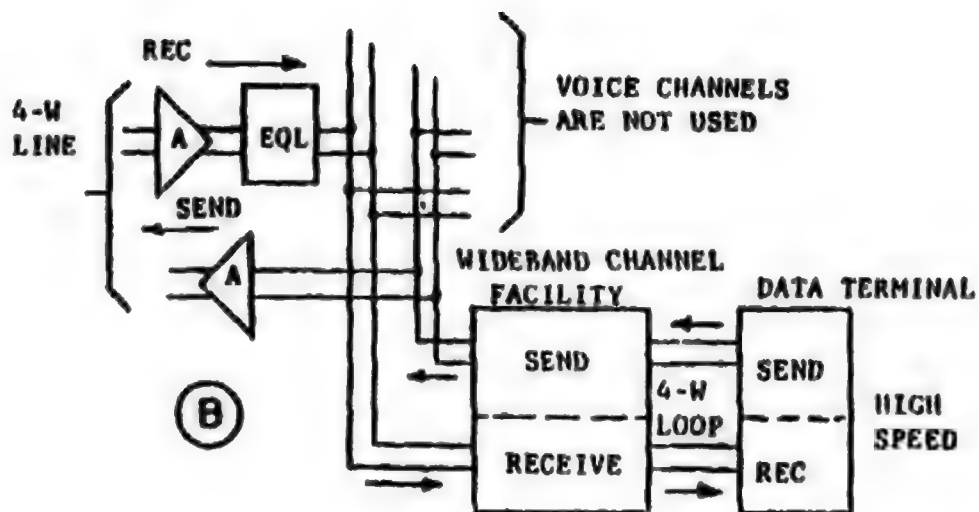 REC
4-W
LINE
A
EQL
VOICE CHANNELS
ARE NOT USED
SEND
A
WIDEBAND CHANNEL
FACILITY
DATA TERMINAL
SEND
SEND
4-W
LOOP
HIGH
SPEED
B
RECEIVE
REC